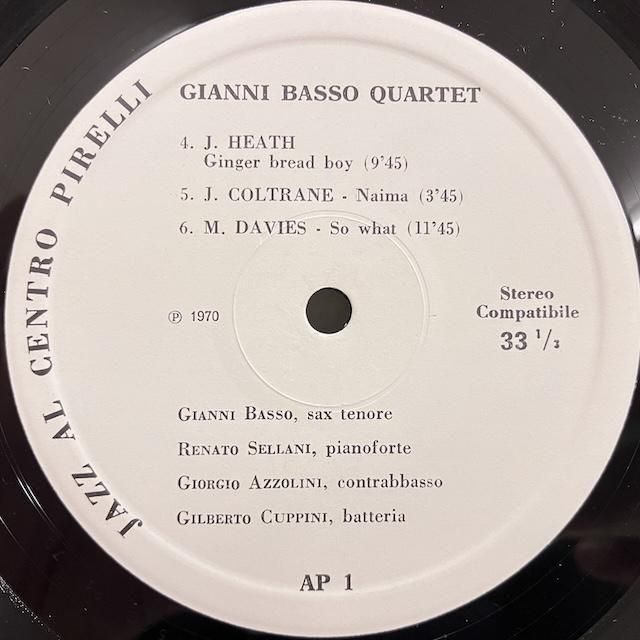 JAZZ AL CENTRO PIRELLI
GIANNI BASSO QUARTET
4. J. HEATH
Ginger bread boy (9'45)
5. J. COLTRANE - Naima (3'45)
6. M. DAVIES - So what (11'45)
℗ 1970
Stereo
Compatibile
33 1/3
GIANNI BASSO, sax tenore
RENATO SELLANI, pianoforte
GIORGIO AZZOLINI, contrabbasso
GILBERTO CUPPINI, batteria
AP 1